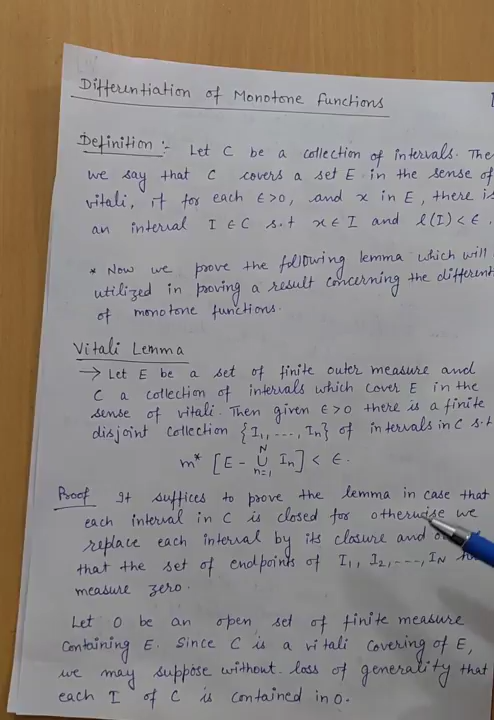 Differentiation of Monotone functions
Definition :- Let C be a collection of intervals. Then
we say that C covers a set E in the sense of
vitali, if for each ϵ>0, and x in E, there is
an interval I ∈ C s.t x∈I and l(I)<ϵ.
* Now we prove the following lemma which will
utilized in proving a result concerning the different
of monotone functions.
Vitali Lemma
→ Let E be a set of finite outer measure and
C a collection of intervals which cover E in the
sense of vitali. Then given ϵ>0 there is a finite
disjoint collection {I₁, ..., In} of intervals in C s.t
m* [E - ∪ᴺₙ₌₁ In] < ϵ.
Proof It suffices to prove the lemma in case that
each interval in C is closed for otherwise we
replace each interval by its closure and
that the set of endpoints of I₁, I₂, ---, IN
measure zero.
Let O be an open set of finite measure
containing E. Since C is a vitali covering of E,
we may suppose without loss of generality that
each I of C is contained in O.